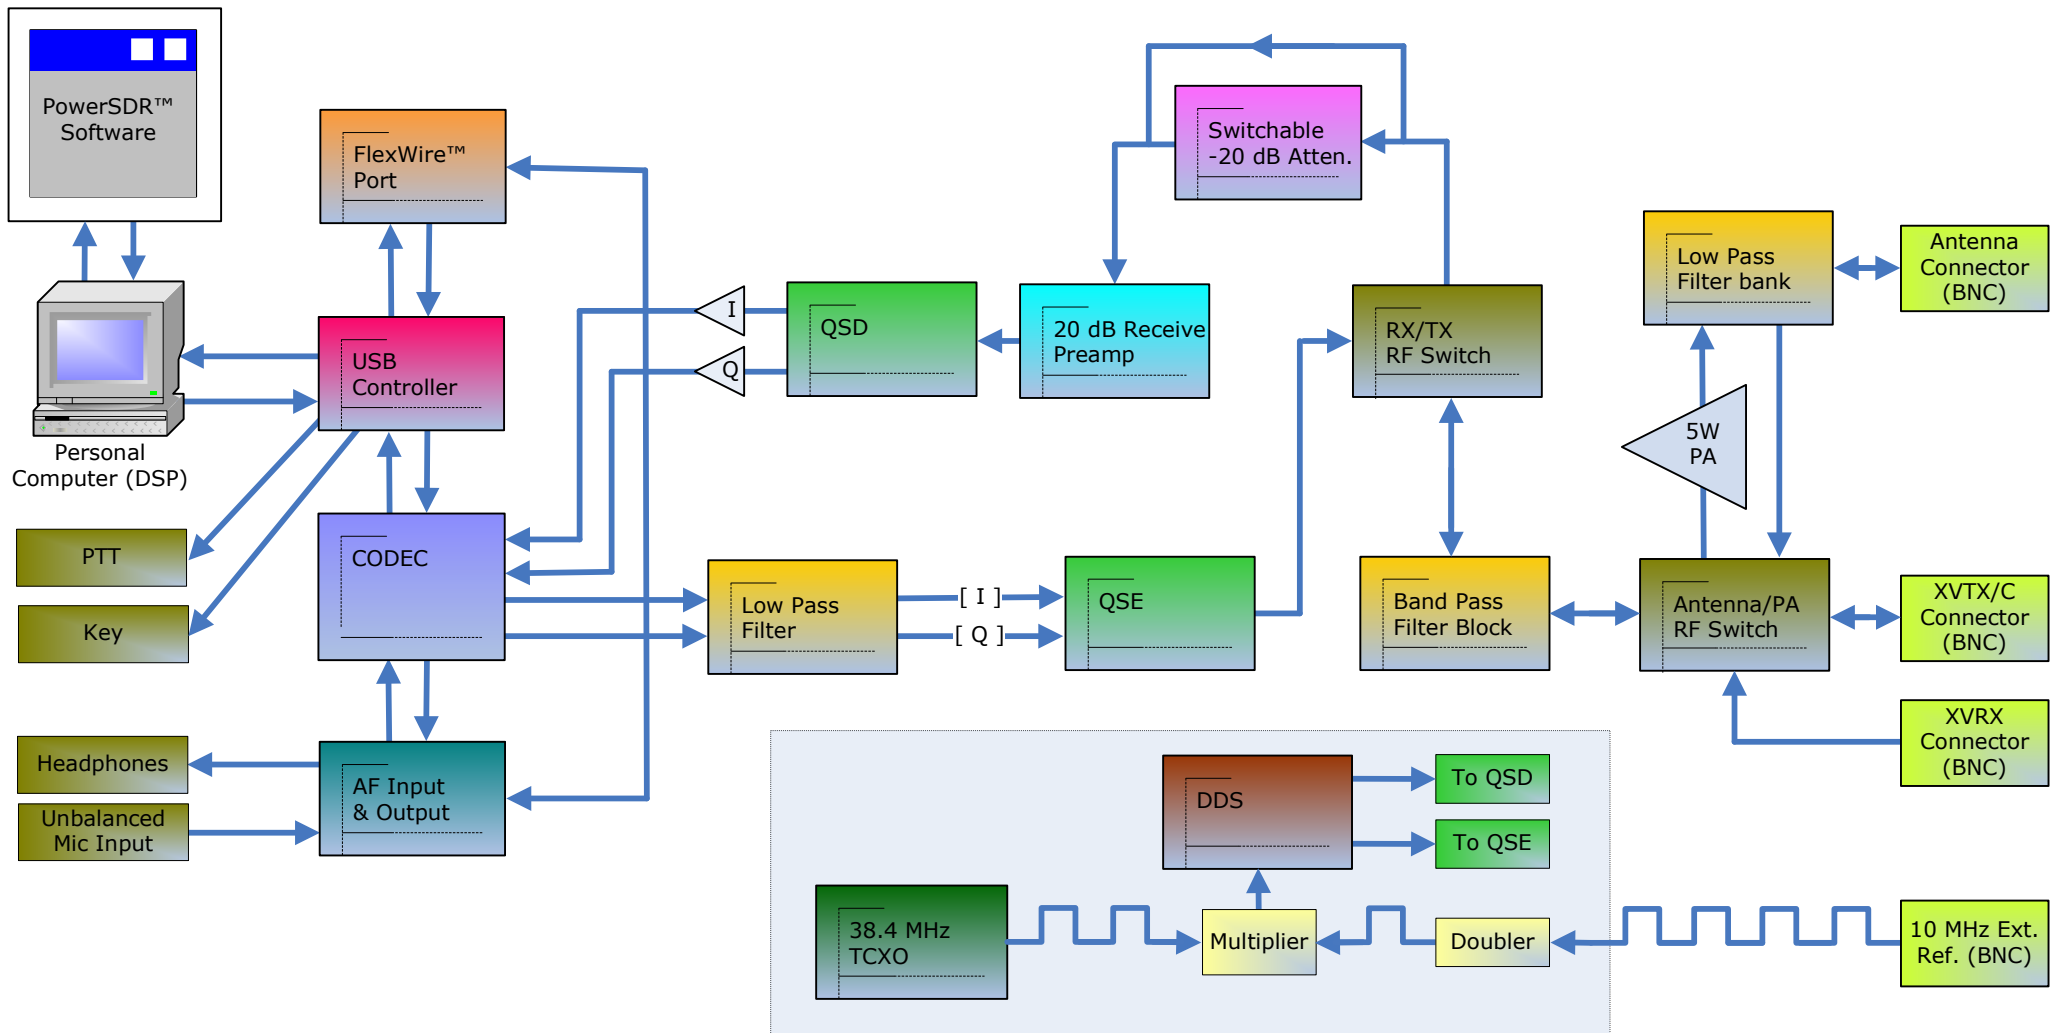 PowerSDR™
Software
FlexWire™
Port
Switchable
-20 dB Atten.
Low Pass
Filter bank
Antenna
Connector
(BNC)
USB
Controller
I
Q
QSD
20 dB Receive
Preamp
RX/TX
RF Switch
5W
PA
Personal
Computer (DSP)
PTT
Key
CODEC
Low Pass
Filter
[ I ]
[ Q ]
QSE
Band Pass
Filter Block
Antenna/PA
RF Switch
XVTX/C
Connector
(BNC)
XVRX
Connector
(BNC)
Headphones
Unbalanced
Mic Input
AF Input
& Output
DDS
To QSD
To QSE
38.4 MHz
TCXO
Multiplier
Doubler
10 MHz Ext.
Ref. (BNC)